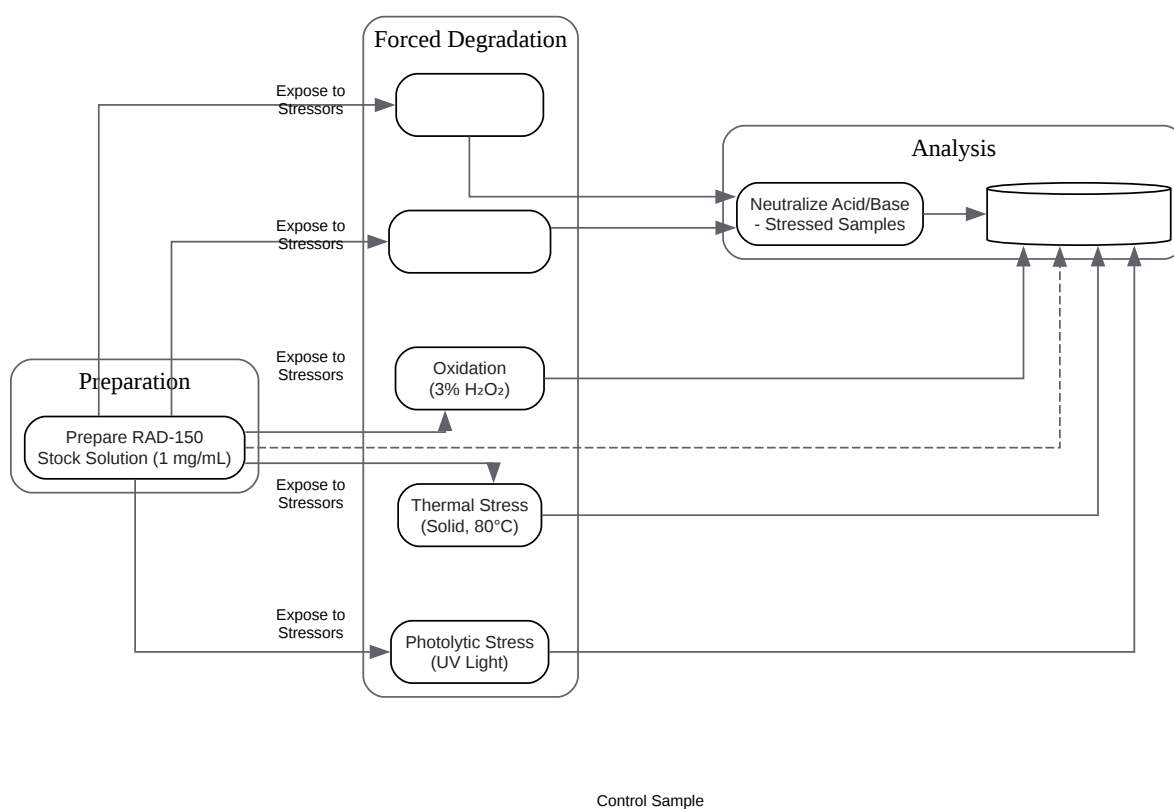 Forced Degradation
Expose to
Stressors
Analysis
Neutralize Acid/Base
- Stressed Samples
Expose to
Stressors
Expose to
Stressors
Oxidation
(3% H₂O₂)
Preparation
Prepare RAD-150
Stock Solution (1 mg/mL)
Expose to
Stressors
Thermal Stress
(Solid, 80°C)
Expose to
Stressors
Photolytic Stress
(UV Light)
Control Sample